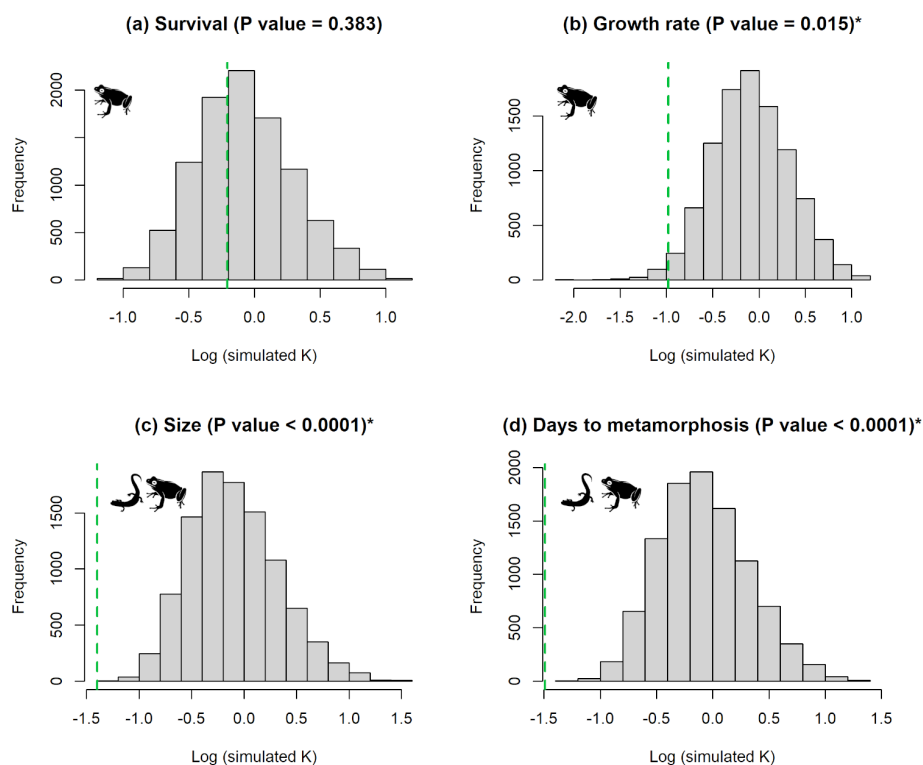 (a) Survival (P value = 0.383)
Frequency
2000
1500
1000
500
0
-1.0 -0.5 0.0 0.5 1.0
Log (simulated K)
(b) Growth rate (P value = 0.015)*
Frequency
1500
1000
500
0
-2.0 -1.5 -1.0 -0.5 0.0 0.5 1.0
Log (simulated K)
(c) Size (P value < 0.0001)*
Frequency
1500
1000
500
0
-1.5 -1.0 -0.5 0.0 0.5 1.0 1.5
Log (simulated K)
(d) Days to metamorphosis (P value < 0.0001)*
Frequency
2000
1500
1000
500
0
-1.5 -1.0 -0.5 0.0 0.5 1.0 1.5
Log (simulated K)